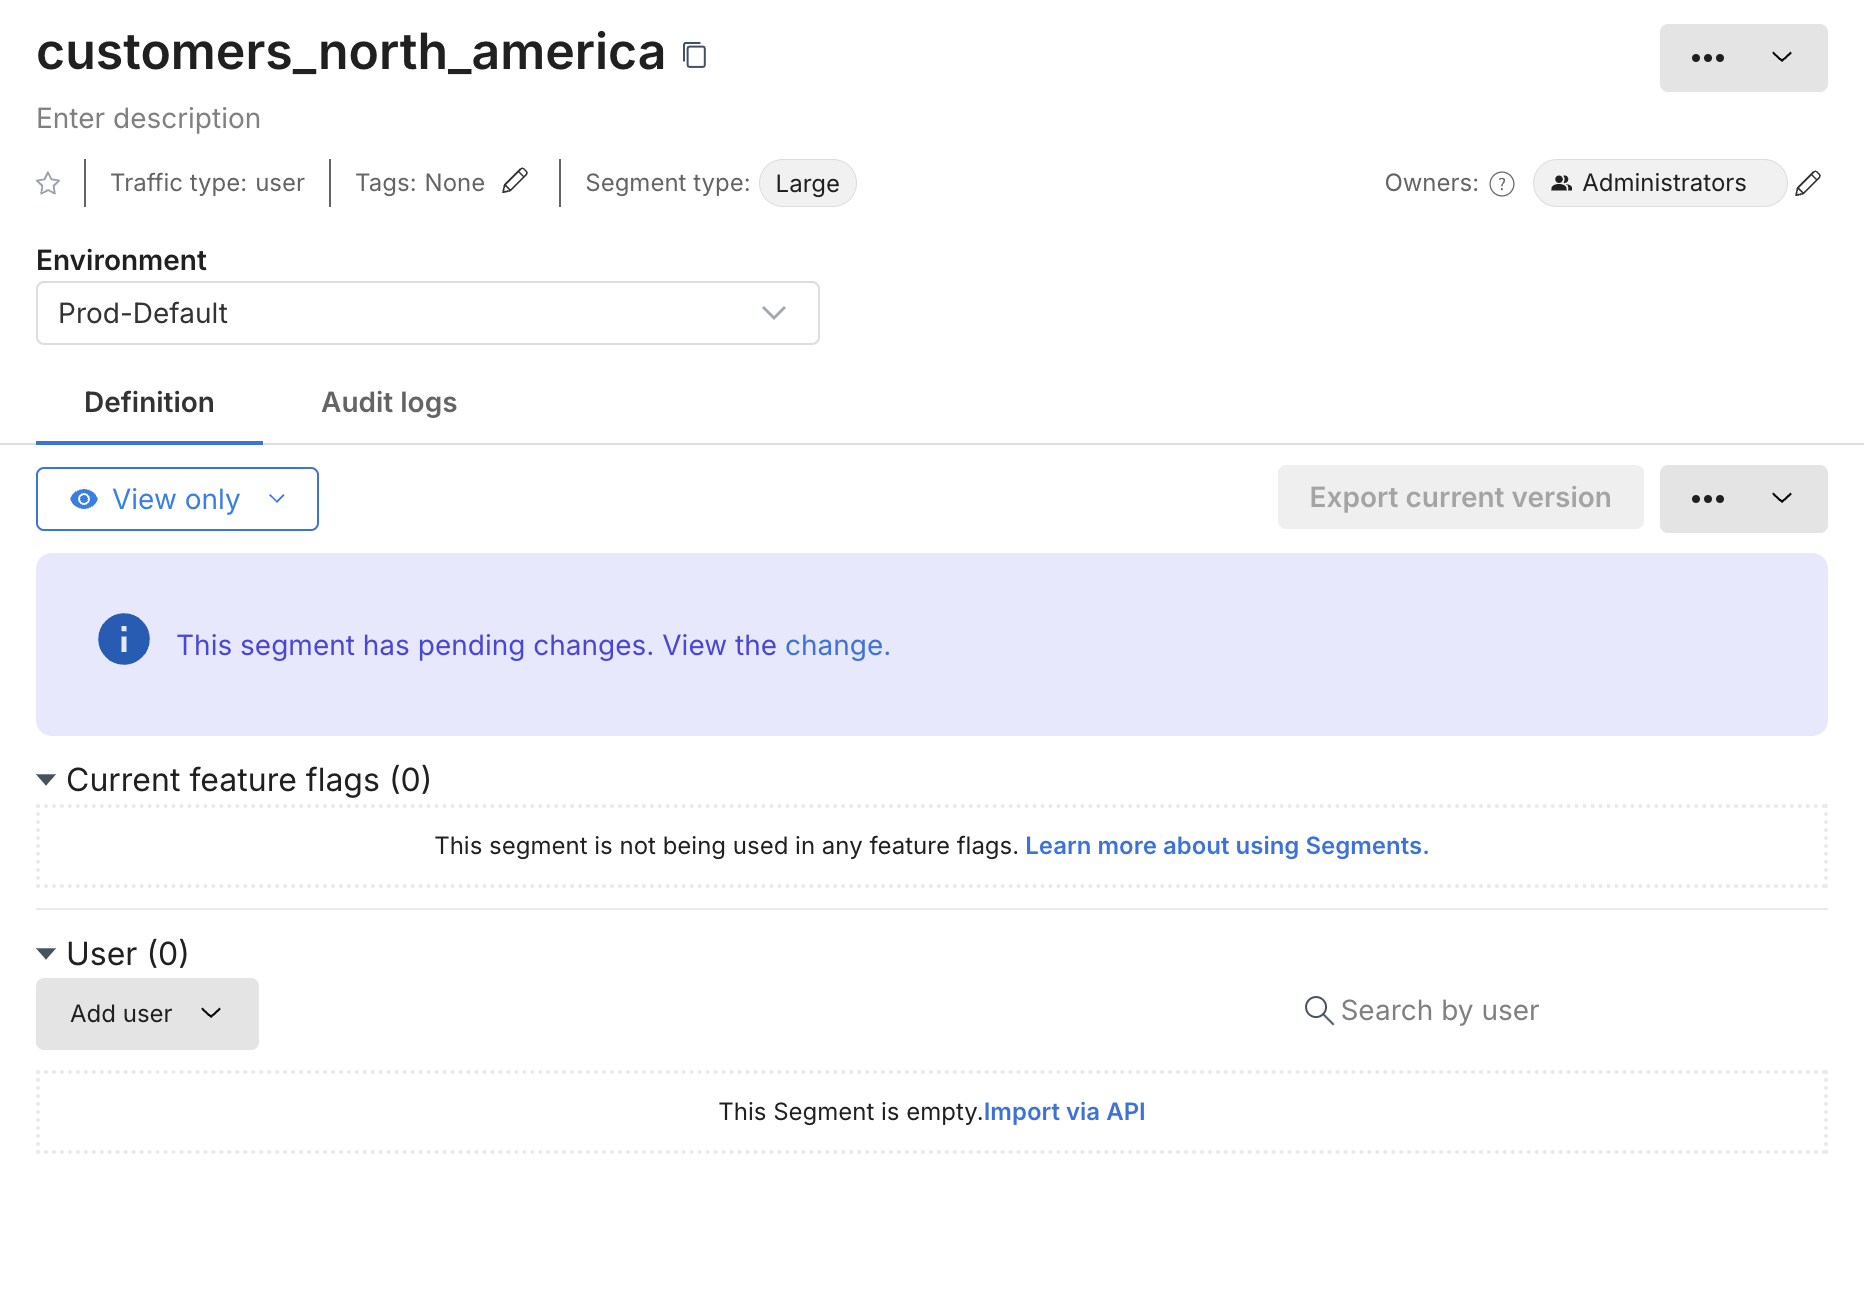 customers_north_america
Enter description
Traffic type: user
Tags: None
Segment type: Large
Owners: ? Administrators
Environment
Prod-Default
Definition
Audit logs
View only
Export current version
This segment has pending changes. View the change.
Current feature flags (0)
This segment is not being used in any feature flags. Learn more about using Segments.
User (0)
Add user
Search by user
This Segment is empty.Import via API